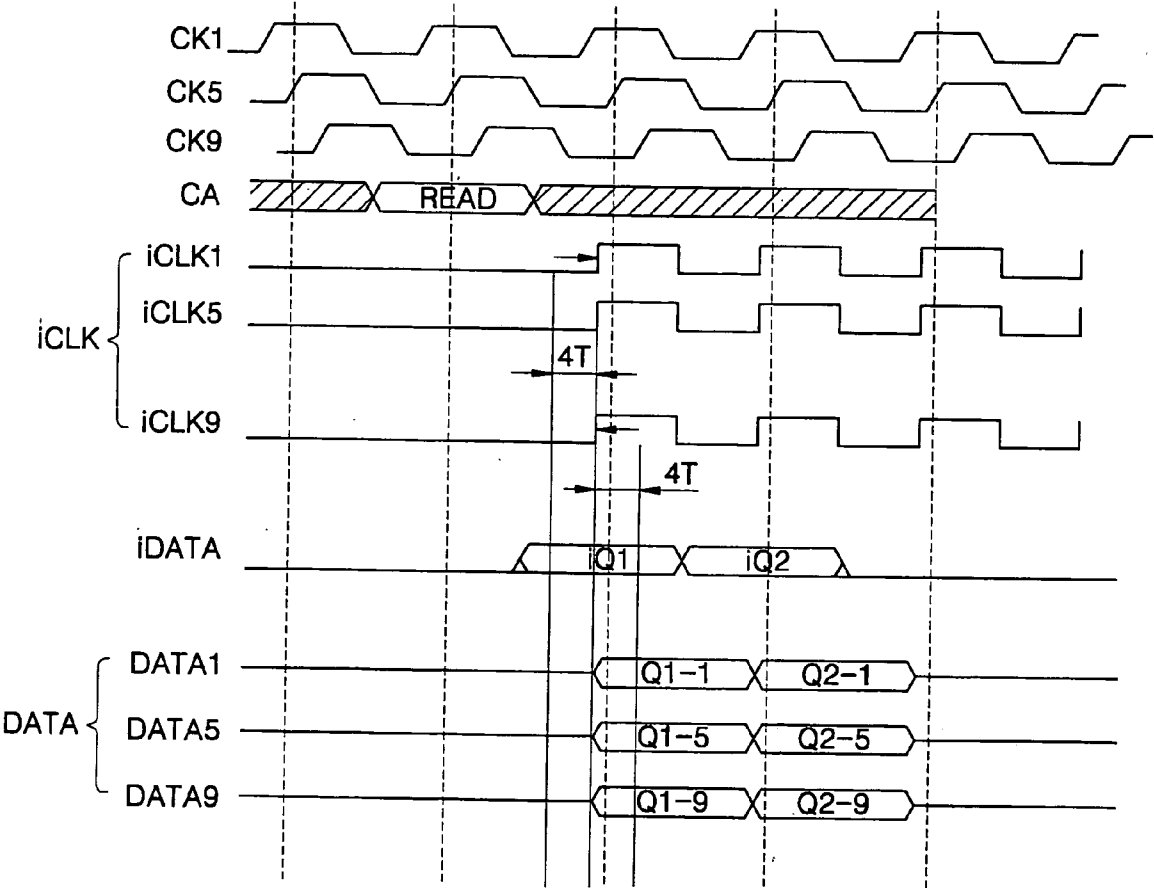 CK1
CK5
CK9
CA READ
iCLK1
iCLK5
iCLK
4T
iCLK9
4T
iDATA iQ1 iQ2
DATA1 Q1-1 Q2-1
DATA DATA5 Q1-5 Q2-5
DATA9 Q1-9 Q2-9